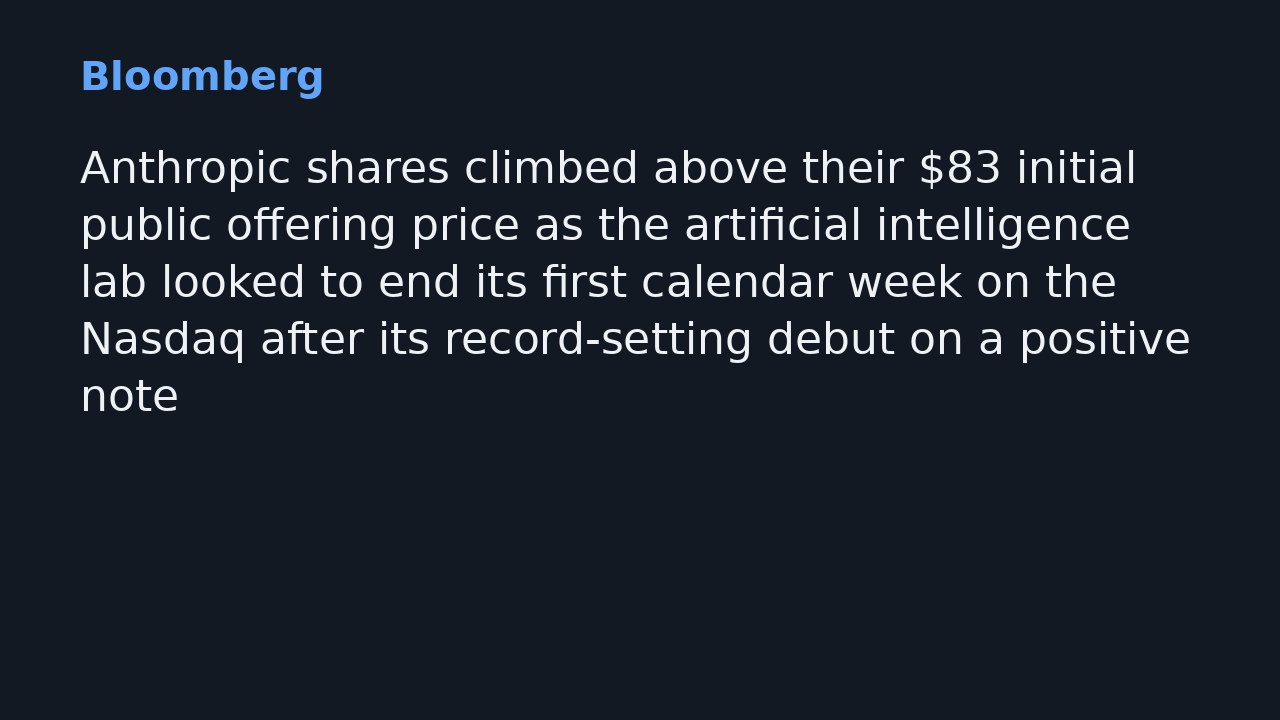 Bloomberg
Anthropic shares climbed above their $83 initial
public offering price as the artificial intelligence
lab looked to end its first calendar week on the
Nasdaq after its record-setting debut on a positive
note